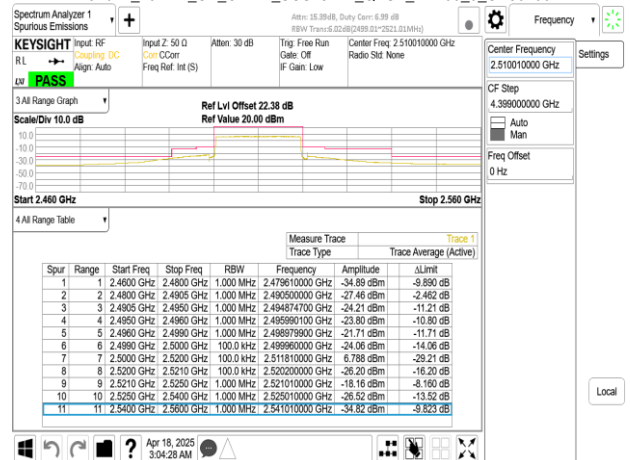 Spectrum Analyzer 1
Spurious Emissions
Attn: 15.89dB, Duty Corr: 6.99 dB
RBW Trans:6.02dB(2499.01~2521.01MHz)
Frequency
KEYSIGHT
Input: RF
Coupling: DC
Align: Auto
Input Z: 50 Ω
Corr CCorr
Freq Ref: Int (S)
Atten: 30 dB
Trig: Free Run
Gate: Off
IF Gain: Low
Center Freq: 2.510010000 GHz
Radio Std: None
RL
LXI
PASS
Center Frequency
2.510010000 GHz
Settings
CF Step
4.399000000 GHz
Auto
Man
Freq Offset
0 Hz
Local
3 All Range Graph
Ref Lvl Offset 22.38 dB
Scale/Div 10.0 dB
Ref Value 20.00 dBm
10.0
-10.0
-30.0
-50.0
-70.0
Start 2.460 GHz
Stop 2.560 GHz
4 All Range Table
Measure Trace Trace 1
Trace Type Trace Average (Active)
Spur Range Start Freq Stop Freq RBW Frequency Amplitude ΔLimit
1 1 2.4600 GHz 2.4800 GHz 1.000 MHz 2.479610000 GHz -34.89 dBm -9.890 dB
2 2 2.4800 GHz 2.4905 GHz 1.000 MHz 2.490500000 GHz -27.46 dBm -2.462 dB
3 3 2.4905 GHz 2.4950 GHz 1.000 MHz 2.494874700 GHz -24.21 dBm -11.21 dB
4 4 2.4950 GHz 2.4960 GHz 1.000 MHz 2.495990100 GHz -23.80 dBm -10.80 dB
5 5 2.4960 GHz 2.4990 GHz 1.000 MHz 2.498979900 GHz -21.71 dBm -11.71 dB
6 6 2.4990 GHz 2.5000 GHz 100.0 kHz 2.499960000 GHz -24.06 dBm -14.06 dB
7 7 2.5000 GHz 2.5200 GHz 100.0 kHz 2.511810000 GHz 6.788 dBm -29.21 dB
8 8 2.5200 GHz 2.5210 GHz 100.0 kHz 2.520200000 GHz -26.20 dBm -16.20 dB
9 9 2.5210 GHz 2.5250 GHz 1.000 MHz 2.521010000 GHz -18.16 dBm -8.160 dB
10 10 2.5250 GHz 2.5400 GHz 1.000 MHz 2.525010000 GHz -26.52 dBm -13.52 dB
11 11 2.5400 GHz 2.5600 GHz 1.000 MHz 2.541010000 GHz -34.82 dBm -9.823 dB
Apr 18, 2025
3:04:28 AM